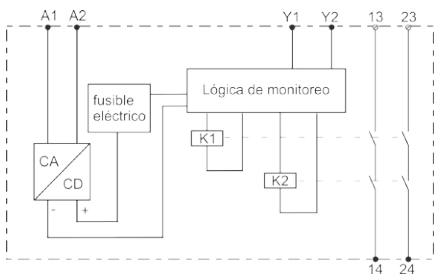 A1 A2 Y1 Y2 13 23
Lógica de monitoreo
fusible
eléctrico
K1
CA
CD
K2
- +
14 24